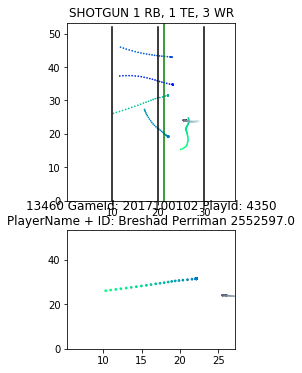 SHOTGUN 1 RB, 1 TE, 3 WR
50
40
30
20
10
0
10 20 30
13460 GameId: 2017100102 PlayId: 4350
PlayerName + ID: Breshad Perriman 2552597.0
40
20
0
10 15 20 25